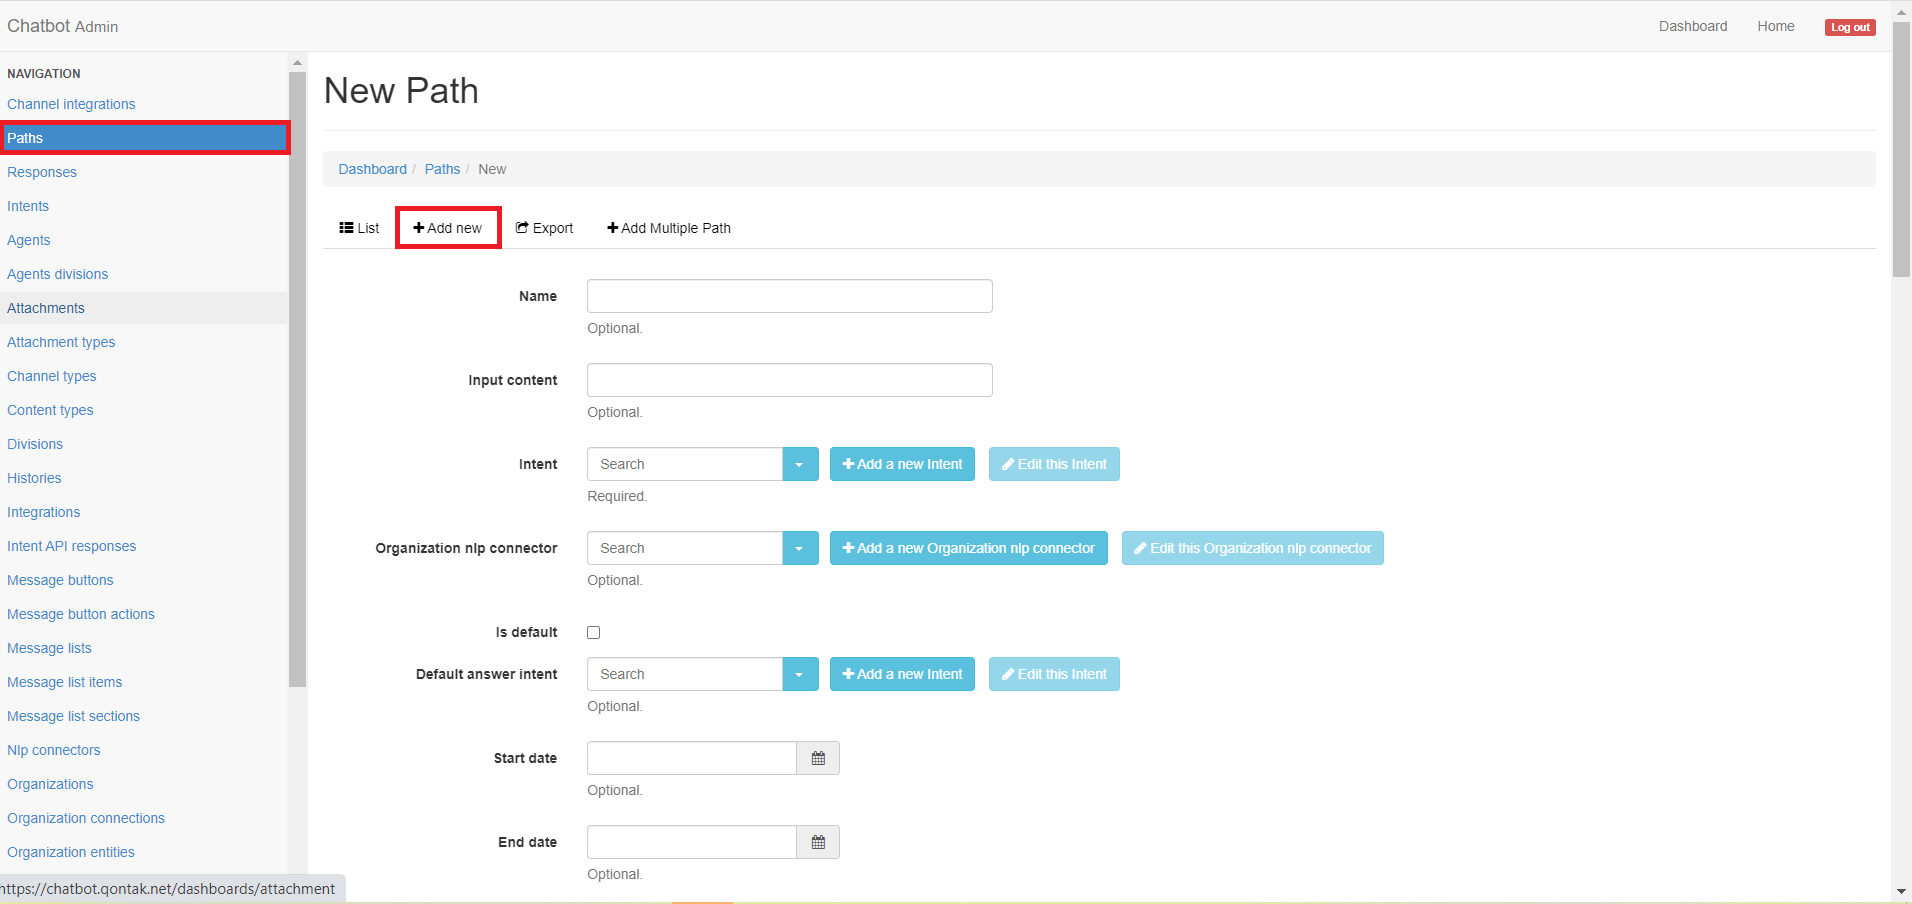 Chatbot Admin
Dashboard Home Log out
NAVIGATION
Channel integrations
Paths
Responses
Intents
Agents
Agents divisions
Attachments
Attachment types
Channel types
Content types
Divisions
Histories
Integrations
Intent API responses
Message buttons
Message button actions
Message lists
Message list items
Message list sections
Nlp connectors
Organizations
Organization connections
Organization entities
https://chatbot.qontak.net/dashboards/attachment
New Path
Dashboard / Paths / New
List Add new Export Add Multiple Path
Name
Optional.
Input content
Optional.
Intent Search Add a new Intent Edit this Intent
Required.
Organization nlp connector Search Add a new Organization nlp connector Edit this Organization nlp connector
Optional.
Is default
Default answer intent Search Add a new Intent Edit this Intent
Optional.
Start date
Optional.
End date
Optional.